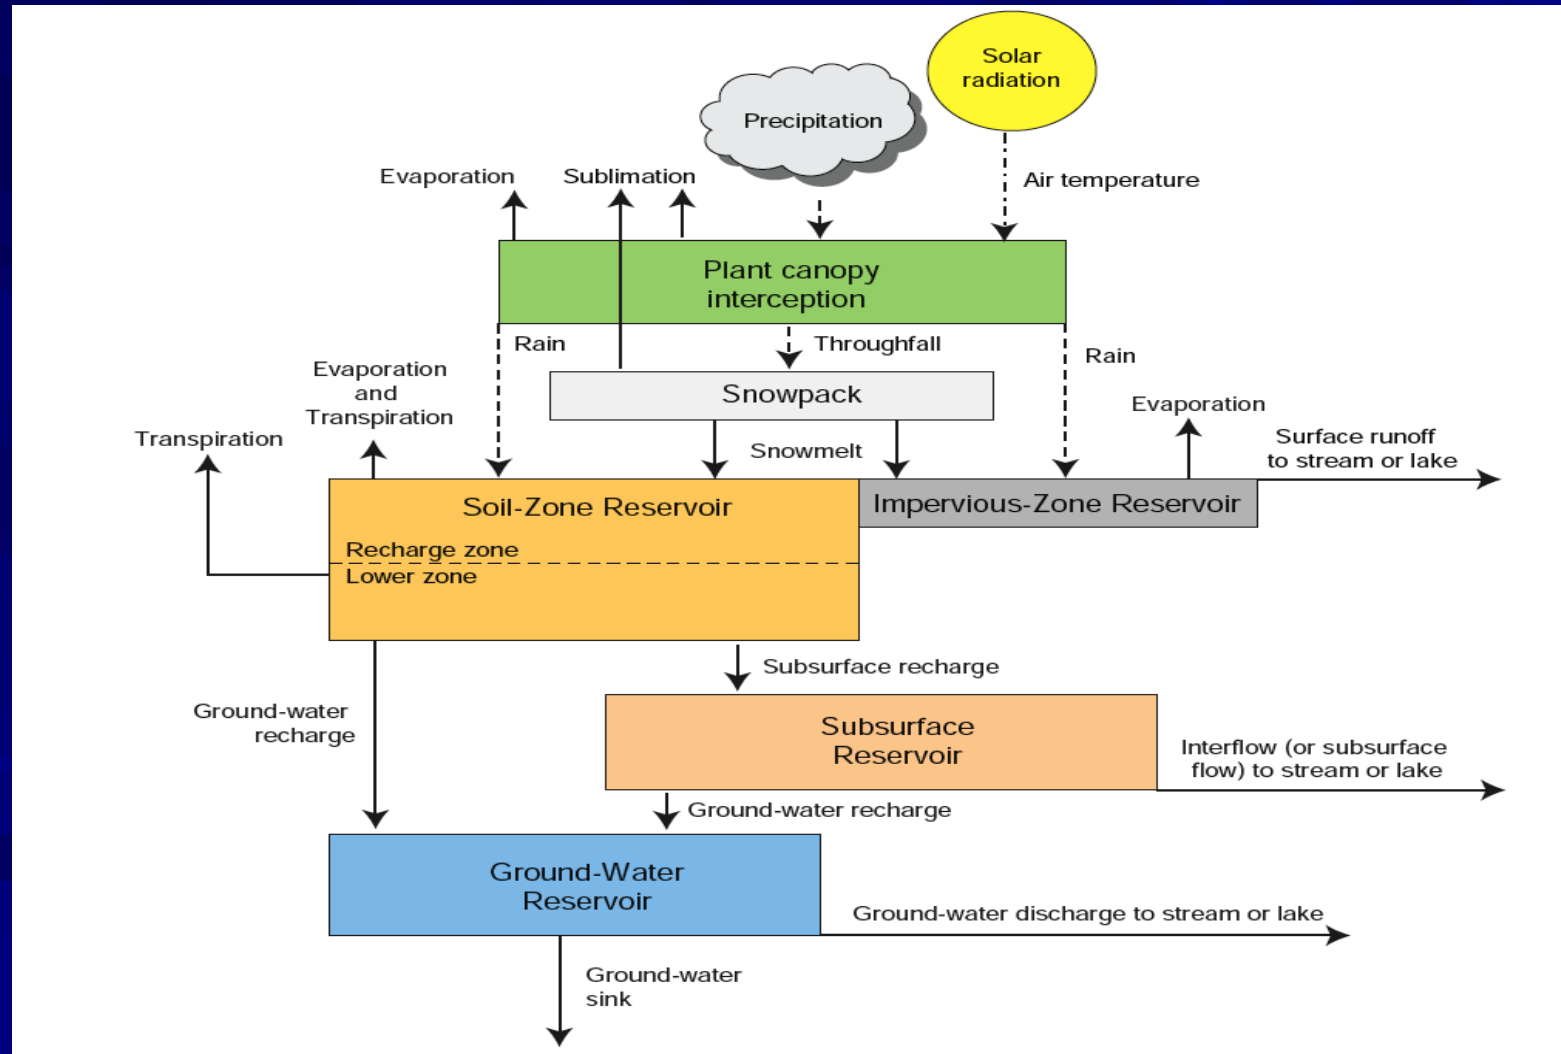 Solar
radiation
Precipitation
Evaporation
Sublimation
Air temperature
Plant canopy
interception
Rain
Throughfall
Rain
Evaporation
and
Transpiration
Snowpack
Evaporation
Transpiration
Snowmelt
Surface runoff
to stream or lake
Soil-Zone Reservoir
Impervious-Zone Reservoir
Recharge zone
Lower zone
Subsurface recharge
Ground-water
recharge
Subsurface
Reservoir
Interflow (or subsurface
flow) to stream or lake
Ground-water recharge
Ground-Water
Reservoir
Ground-water discharge to stream or lake
Ground-water
sink